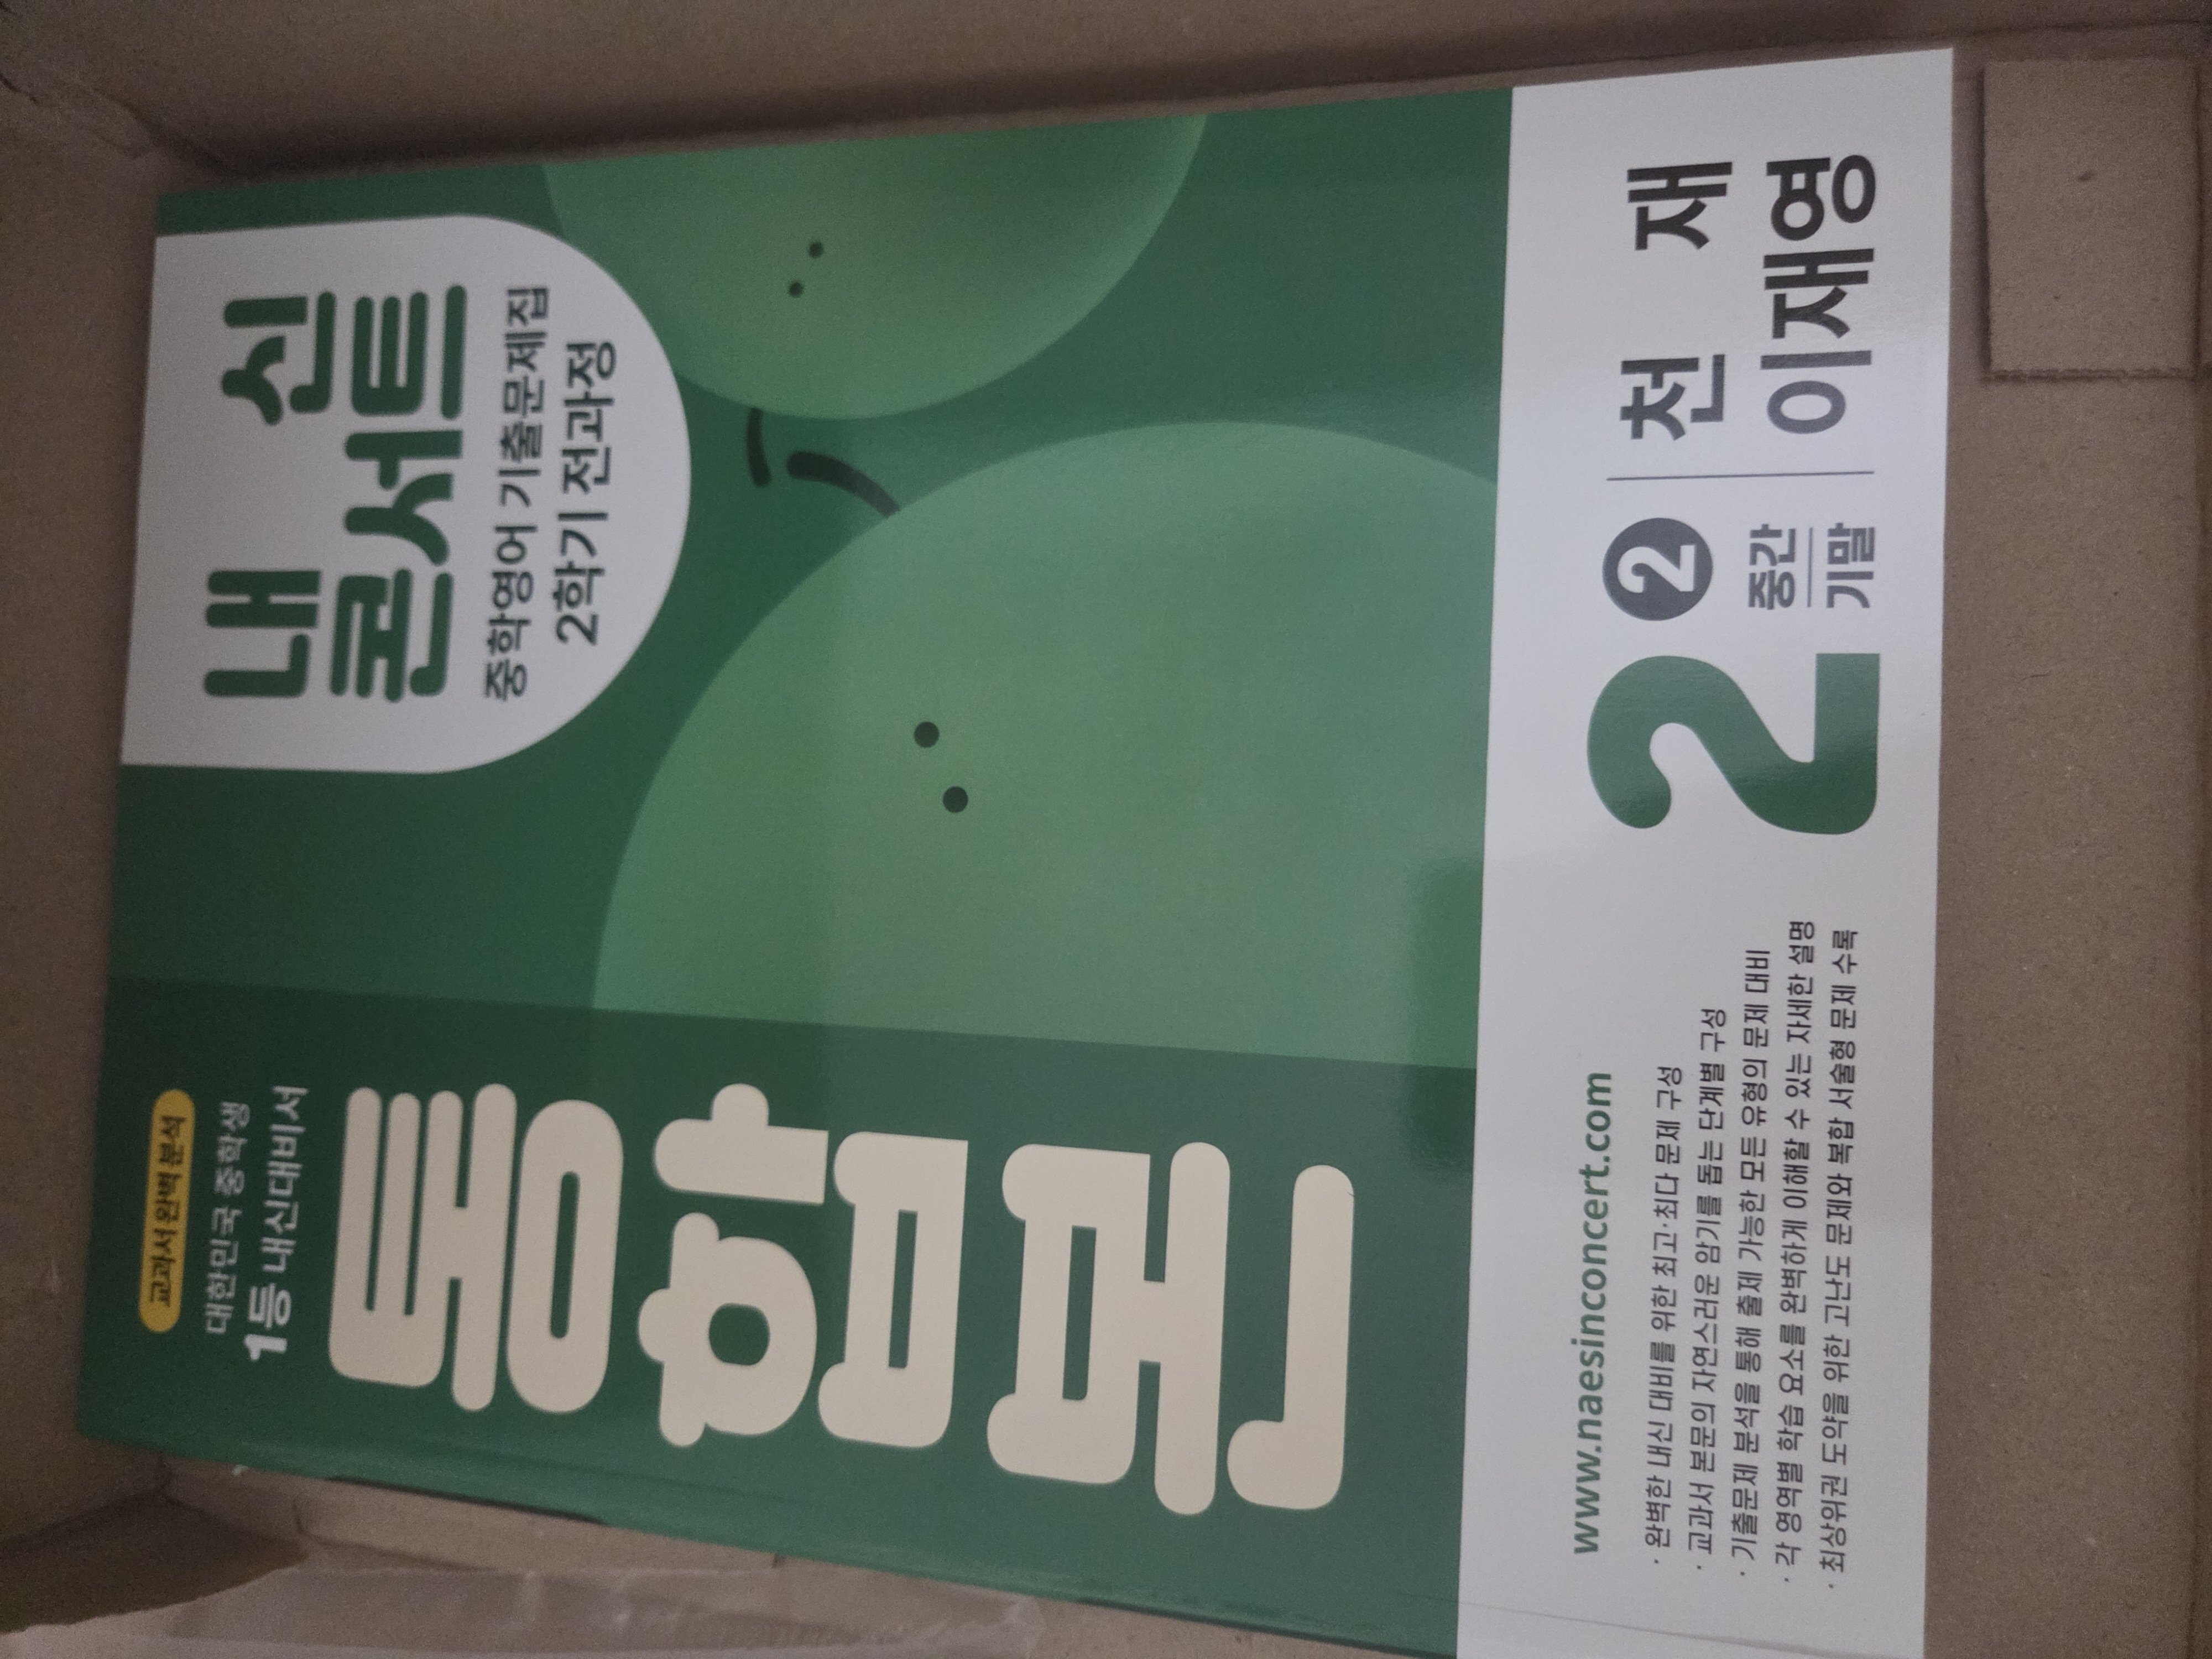 교과서 완벽 분석
대한민국 중학생
1등 내신대비서
통합본
내 신
콘서트
중학영어 기출문제집
2학기 전과정
www.naesinconcert.com
· 완벽한 내신 대비를 위한 최고·최다 문제 구성
· 교과서 본문의 자연스러운 암기를 돕는 단계별 구성
· 기출문제 분석을 통해 출제 가능한 모든 유형의 문제 대비
· 각 영역별 학습 요소를 완벽하게 이해할 수 있는 자세한 설명
· 최상위권 도약을 위한 고난도 문제와 복합 서술형 문제 수록
2
2
중간
기말
천 재
이재영